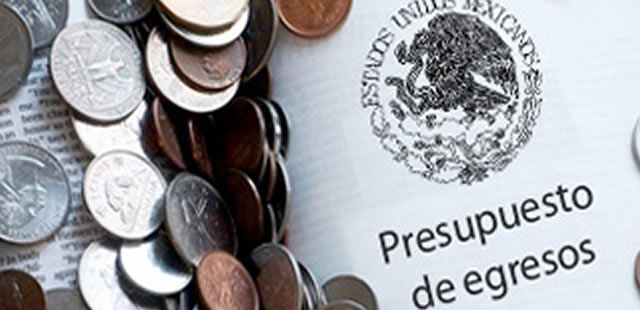 ESTADOS UNIDOS MEXICANOS
Presupuesto
de egresos